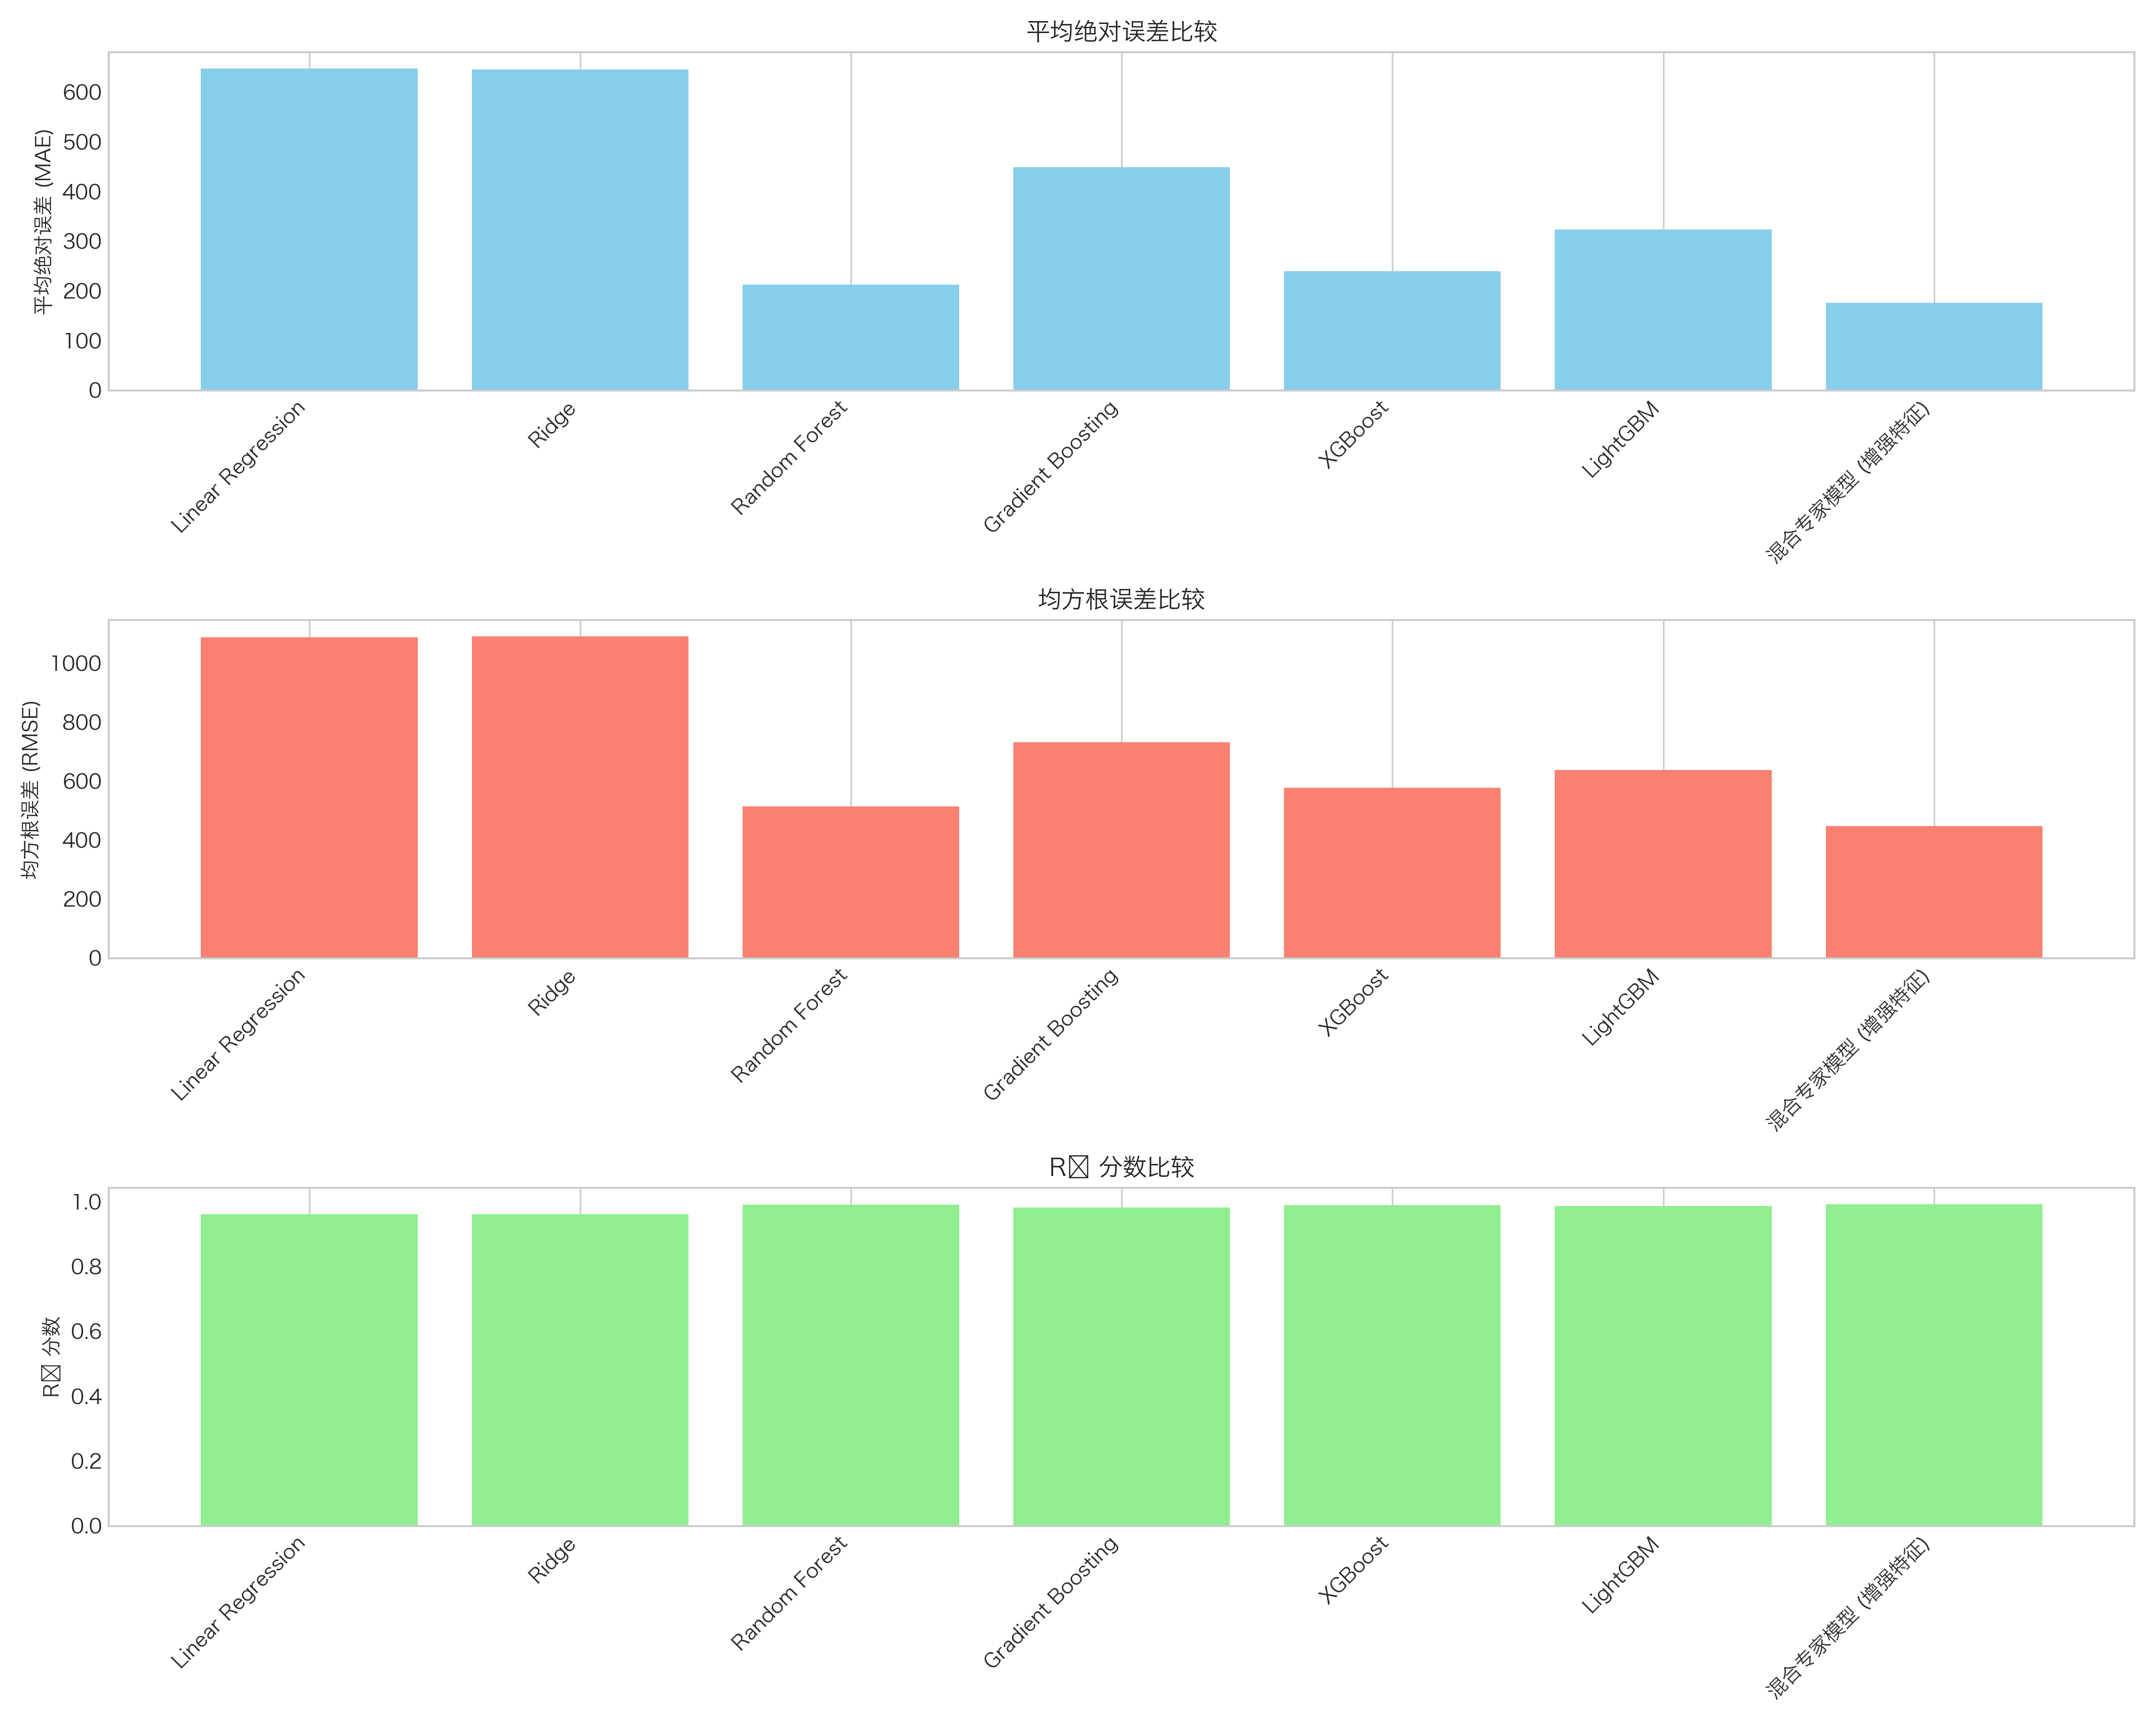 平均绝对误差比较
平均绝对误差 (MAE)
600
500
400
300
200
100
0
Linear Regression
Ridge
Random Forest
Gradient Boosting
XGBoost
LightGBM
混合专家模型 (增强特征)
均方根误差比较
均方根误差 (RMSE)
1000
800
600
400
200
0
Linear Regression
Ridge
Random Forest
Gradient Boosting
XGBoost
LightGBM
混合专家模型 (增强特征)
R 分数比较
R 分数
1.0
0.8
0.6
0.4
0.2
0.0
Linear Regression
Ridge
Random Forest
Gradient Boosting
XGBoost
LightGBM
混合专家模型 (增强特征)